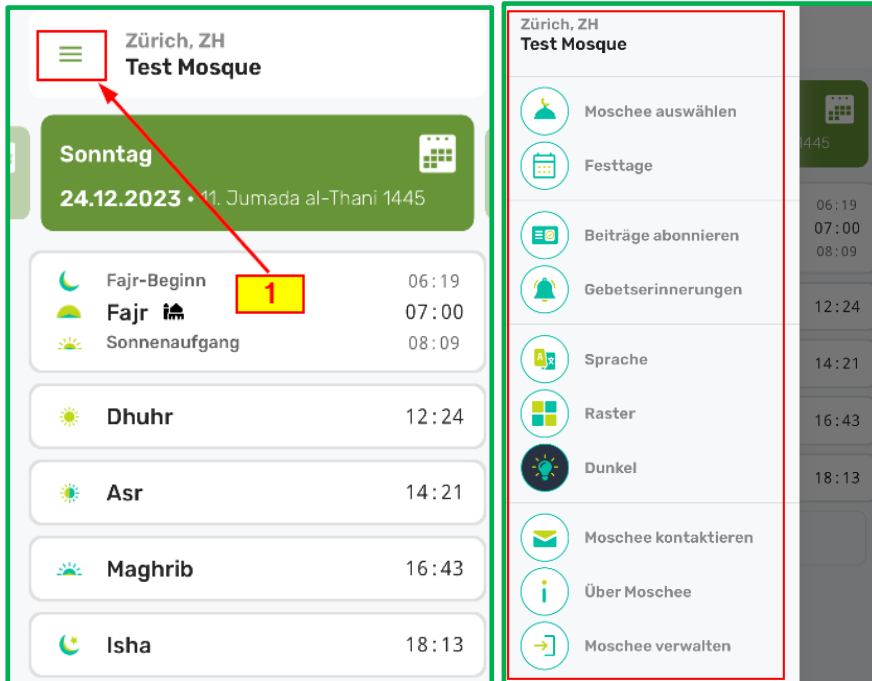 Zürich, ZH
Test Mosque
Sonntag
24.12.2023 • 11. Jumada al-Thani 1445
Fajr-Beginn 06:19
1
Fajr 07:00
Sonnenaufgang 08:09
Dhuhr 12:24
Asr 14:21
Maghrib 16:43
Isha 18:13
Zürich, ZH
Test Mosque
Moschee auswählen
Festtage
Beiträge abonnieren
Gebetserinnerungen
Sprache
Raster
Dunkel
Moschee kontaktieren
Über Moschee
Moschee verwalten
1445
06:19
07:00
08:09
12:24
14:21
16:43
18:13